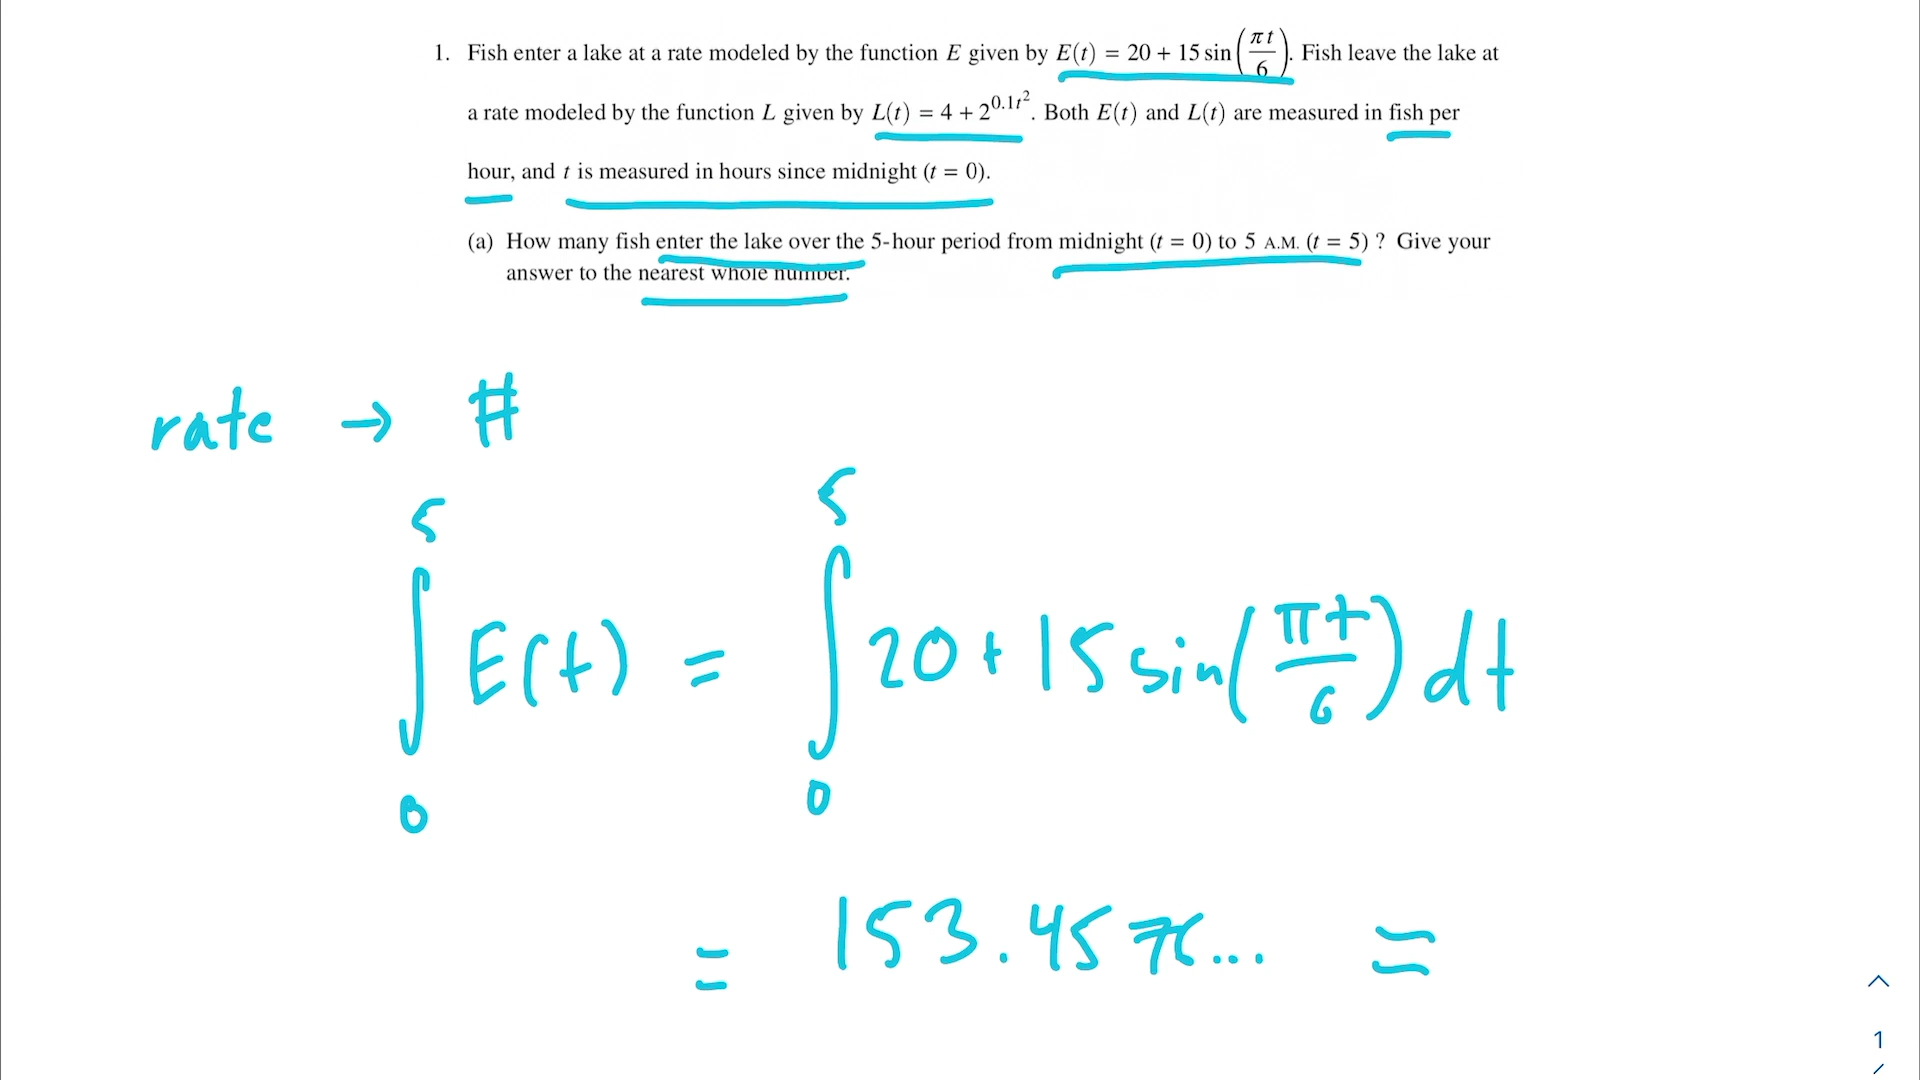 1. Fish enter a lake at a rate modeled by the function E given by E(t) = 20 + 15 sin(πt/6). Fish leave the lake at
a rate modeled by the function L given by L(t) = 4 + 2^(0.1t²). Both E(t) and L(t) are measured in fish per
hour, and t is measured in hours since midnight (t = 0).
(a) How many fish enter the lake over the 5-hour period from midnight (t = 0) to 5 A.M. (t = 5) ? Give your
answer to the nearest whole number.
rate → #
∫₀⁵ E(t) = ∫₀⁵ 20 + 15 sin(πt/6) dt
= 153.4576... =
1